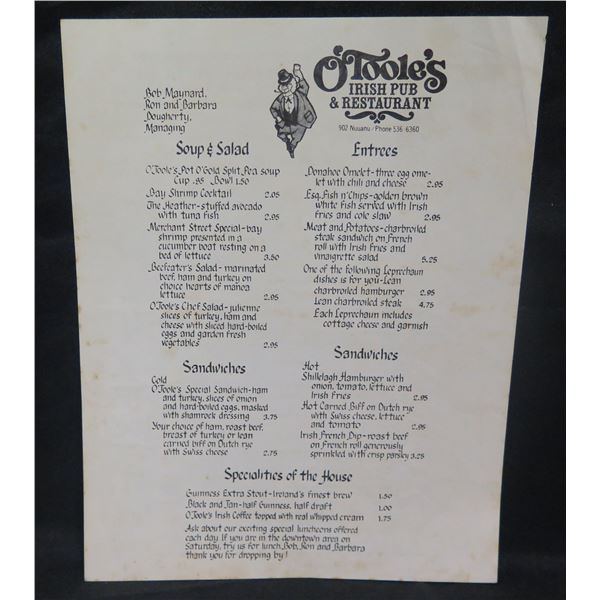 O'Toole's
IRISH PUB
& RESTAURANT
902 Nuuanu / Phone 536 6360
Bob Maynard,
Ron and Barbara
Dougherty,
Managing
Soup & Salad
O'Toole's Pot O'Gold Split Pea soup
Cup .95 Bowl 1.50
Bay Shrimp Cocktail 2.95
The Heather-stuffed avocado
with tuna fish 2.95
Merchant Street Special-bay
shrimp presented in a
cucumber boat resting on a
bed of lettuce 3.50
Beefeater's Salad-marinated
beef, ham and turkey on
choice hearts of manoa
lettuce 2.95
O'Toole's Chef Salad-julienne
slices of turkey, ham and
cheese with sliced hard-boiled
eggs and garden fresh
vegetables 2.95
Entrees
Donahoe Omelet-three egg ome-
let with chili and cheese 2.95
Esq. Fish n' Chips-golden brown
white fish served with Irish
fries and cole slaw 2.95
Meat and Potatoes-charbroiled
steak sandwich on French
roll with Irish Fries and
vinaigrette salad 5.25
One of the following Leprechaun
dishes is for you-Lean
charbroiled hamburger 2.95
Lean charbroiled steak 4.75
Each Leprechaun includes
cottage cheese and garnish
Sandwiches
Cold
O'Toole's Special Sandwich-ham
and turkey, slices of onion
and hard-boiled eggs, masked
with shamrock dressing 3.75
Your choice of ham, roast beef,
breast of turkey or lean
corned biff on Dutch rye
with Swiss cheese 2.75
Sandwiches
Hot
Shillelagh Hamburger with
onion, tomato, lettuce and
Irish Fries 2.95
Hot Corned Biff on Dutch rye
with Swiss cheese, lettuce
and tomato 2.95
Irish French Dip-roast beef
on French roll generously
sprinkled with crisp parsley 3.25
Specialities of the House
Guinness Extra Stout-Ireland's finest brew 1.50
Black and Tan-half Guinness, half draft 1.00
O'Toole's Irish Coffee topped with real whipped cream 1.75
Ask about our exciting special luncheons offered
each day. If you are in the downtown area on
Saturday, try us for lunch. Bob, Ron and Barbara
thank you for dropping by!